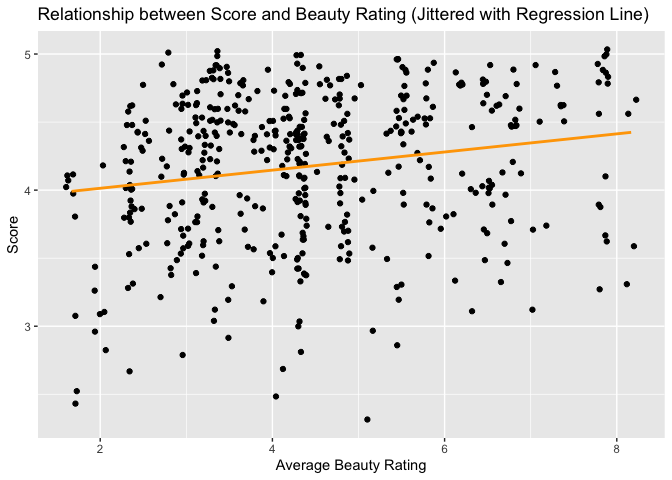 Relationship between Score and Beauty Rating (Jittered with Regression Line)
5
4
3
Score
2
4
6
8
Average Beauty Rating